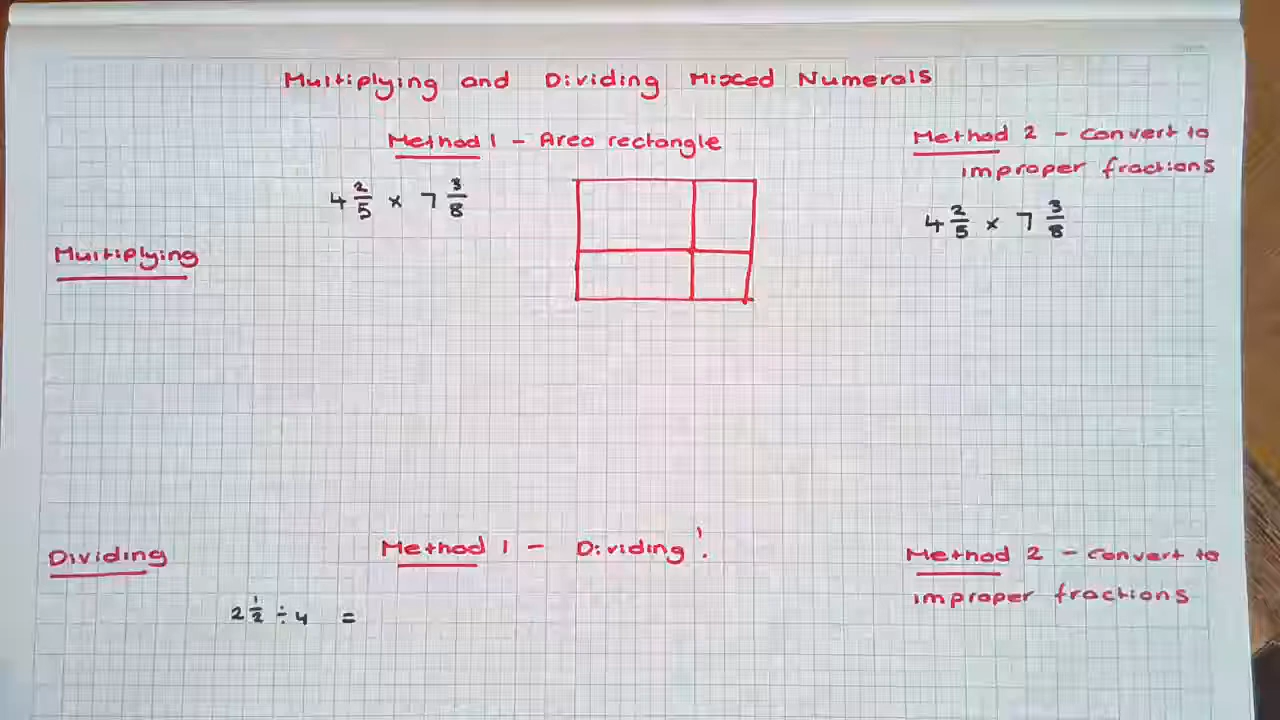 Multiplying and Dividing Mixed Numerals
Method 1 - Area rectangle
Method 2 - convert to
improper fractions
4 2/5 × 7 3/8
4 2/5 × 7 3/8
Multiplying
Dividing
Method 1 - Dividing'.
Method 2 - convert to
improper fractions
2 1/2 ÷ 4 =